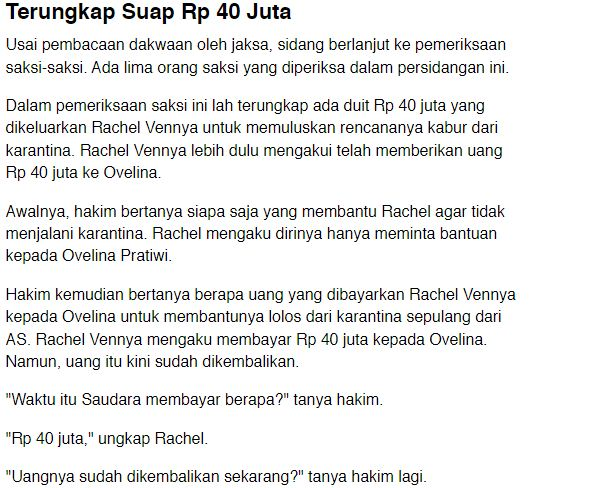 Terungkap Suap Rp 40 Juta
Usai pembacaan dakwaan oleh jaksa, sidang berlanjut ke pemeriksaan
saksi-saksi. Ada lima orang saksi yang diperiksa dalam persidangan ini.
Dalam pemeriksaan saksi ini lah terungkap ada duit Rp 40 juta yang
dikeluarkan Rachel Vennya untuk memuluskan rencananya kabur dari
karantina. Rachel Vennya lebih dulu mengakui telah memberikan uang
Rp 40 juta ke Ovelina.
Awalnya, hakim bertanya siapa saja yang membantu Rachel agar tidak
menjalani karantina. Rachel mengaku dirinya hanya meminta bantuan
kepada Ovelina Pratiwi.
Hakim kemudian bertanya berapa uang yang dibayarkan Rachel Vennya
kepada Ovelina untuk membantunya lolos dari karantina sepulang dari
AS. Rachel Vennya mengaku membayar Rp 40 juta kepada Ovelina.
Namun, uang itu kini sudah dikembalikan.
"Waktu itu Saudara membayar berapa?" tanya hakim.
"Rp 40 juta," ungkap Rachel.
"Uangnya sudah dikembalikan sekarang?" tanya hakim lagi.